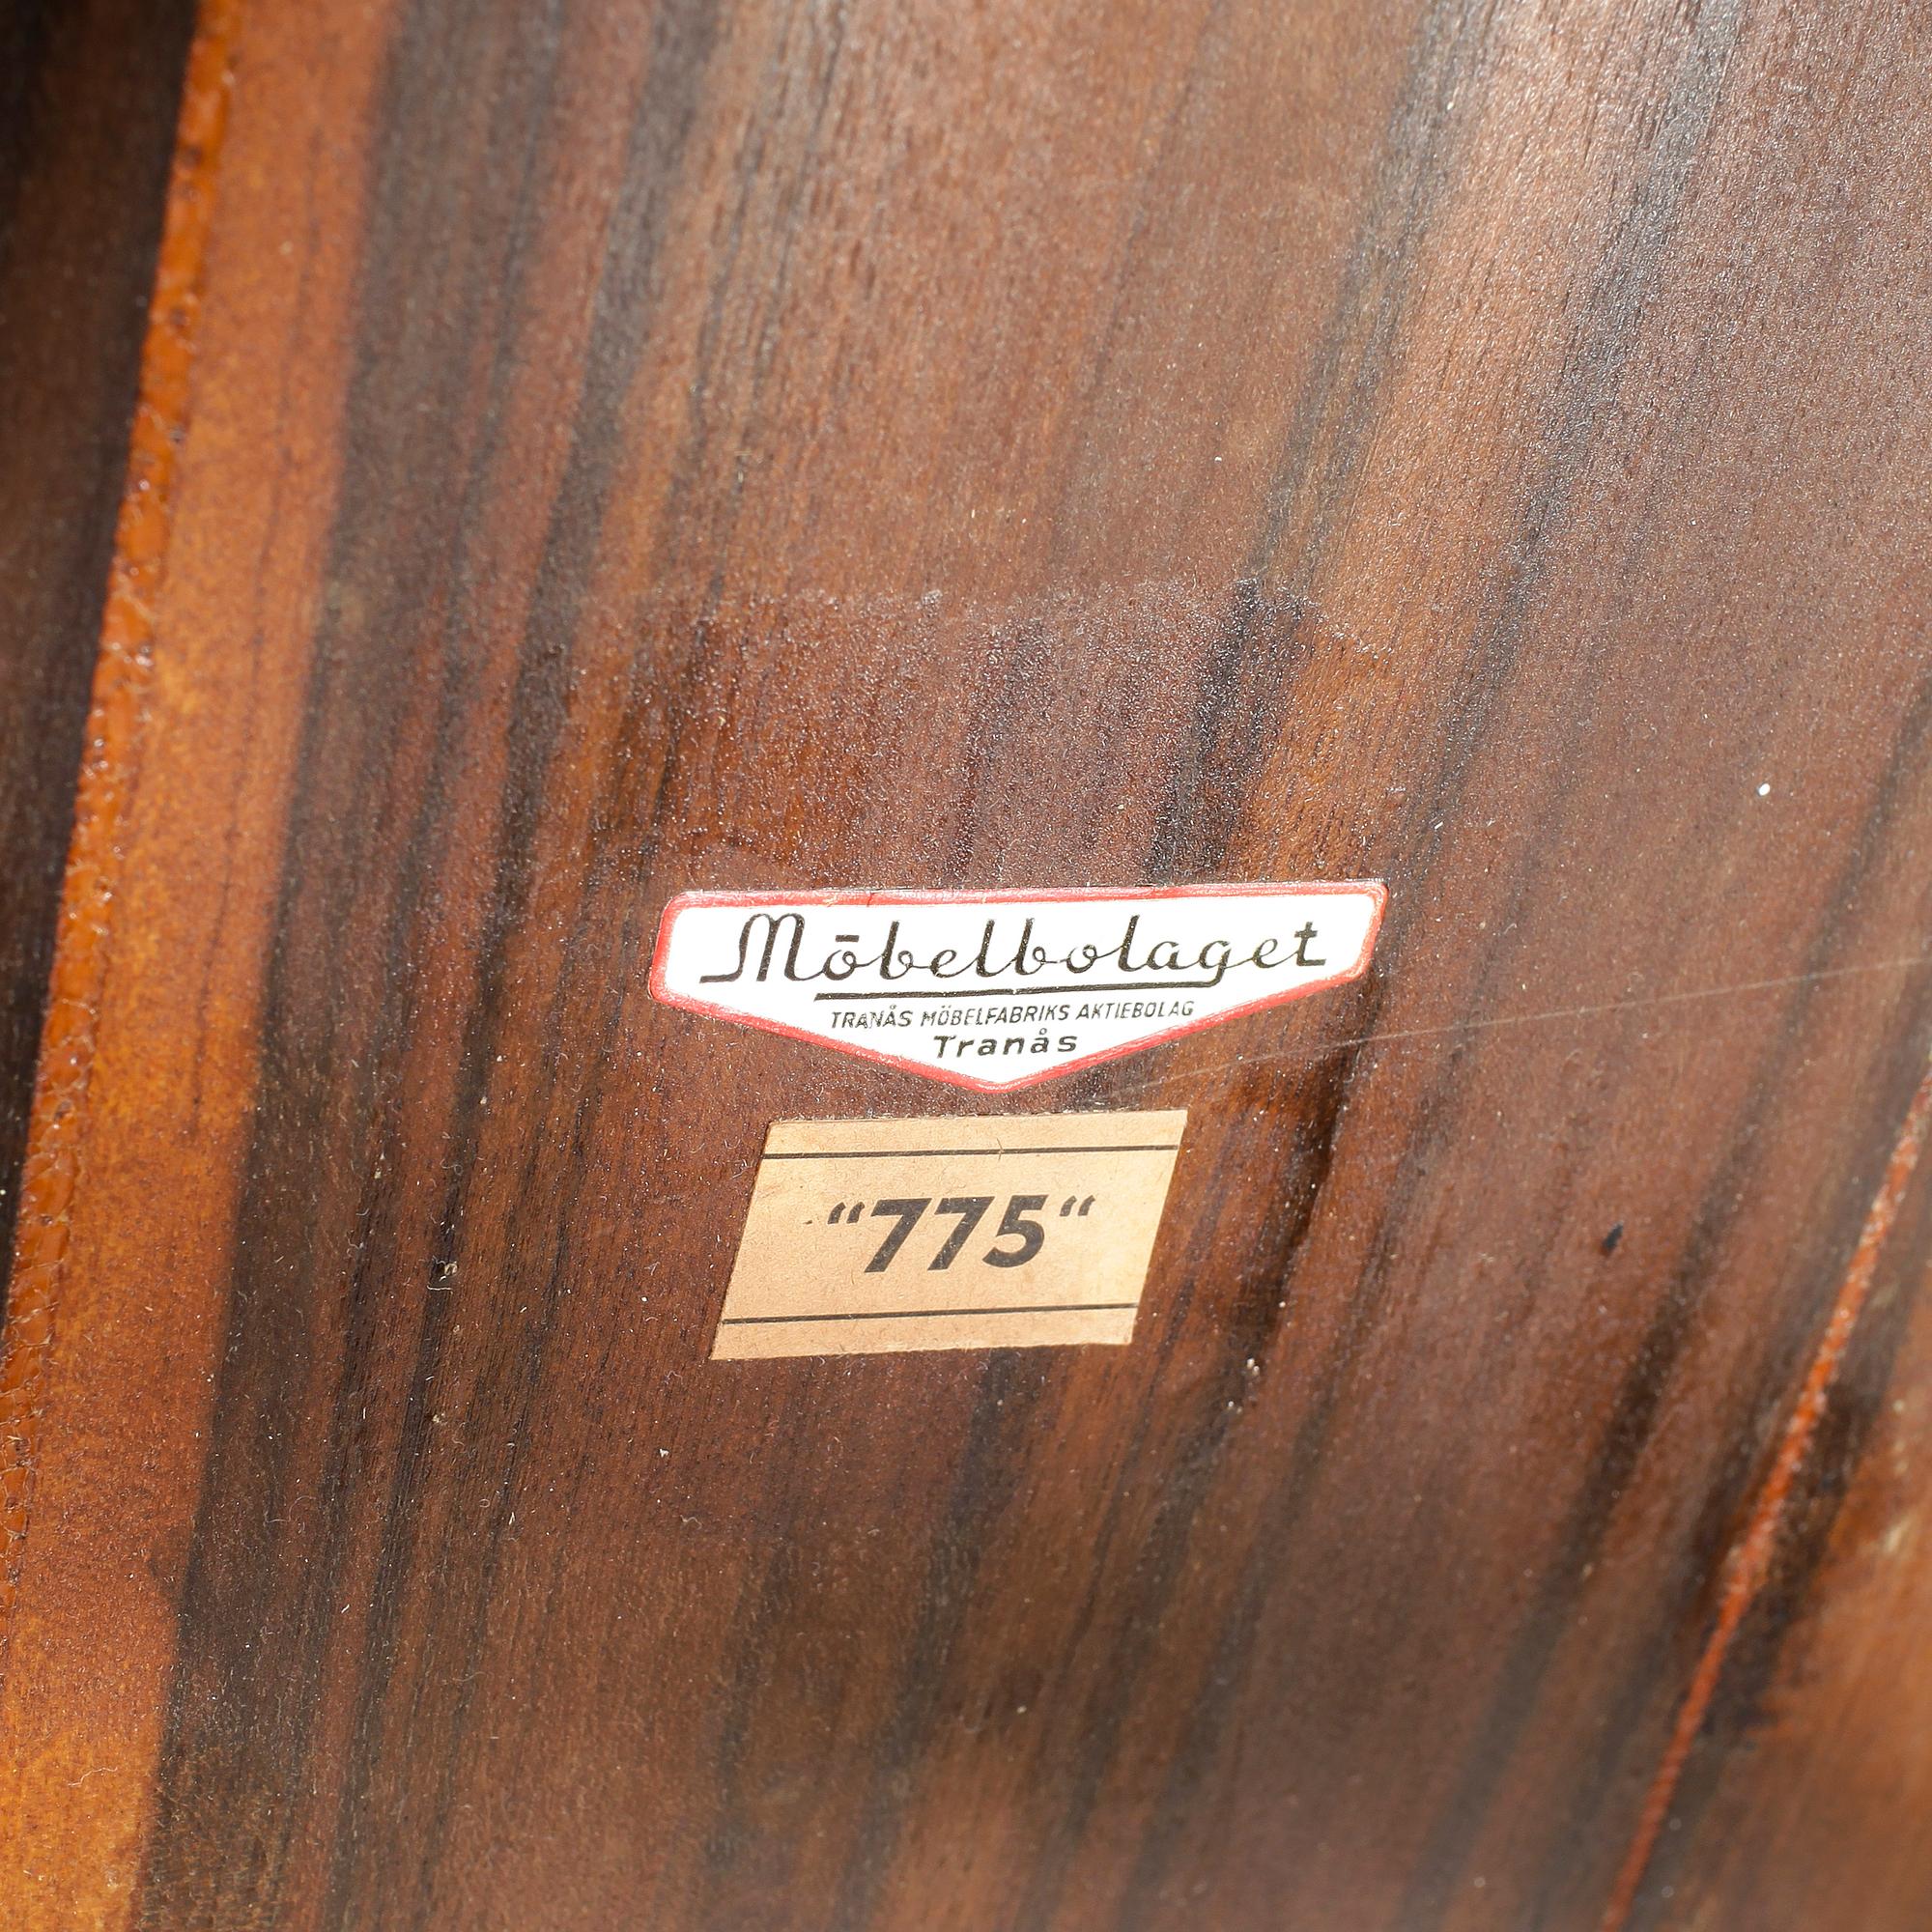 Möbelbolaget
TRANÅS MÖBELFABRIKS AKTIEBOLAG
Tranås
“775“